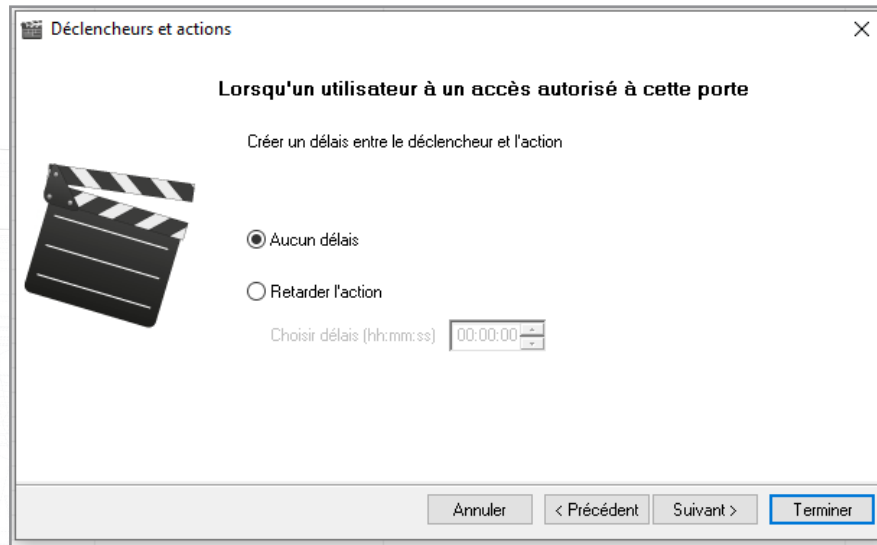 Déclencheurs et actions
Lorsqu'un utilisateur à un accès autorisé à cette porte
Créer un délais entre le déclencheur et l'action
Aucun délais
Retarder l'action
Choisir délais (hh:mm:ss) 00:00:00
Annuler < Précédent Suivant > Terminer